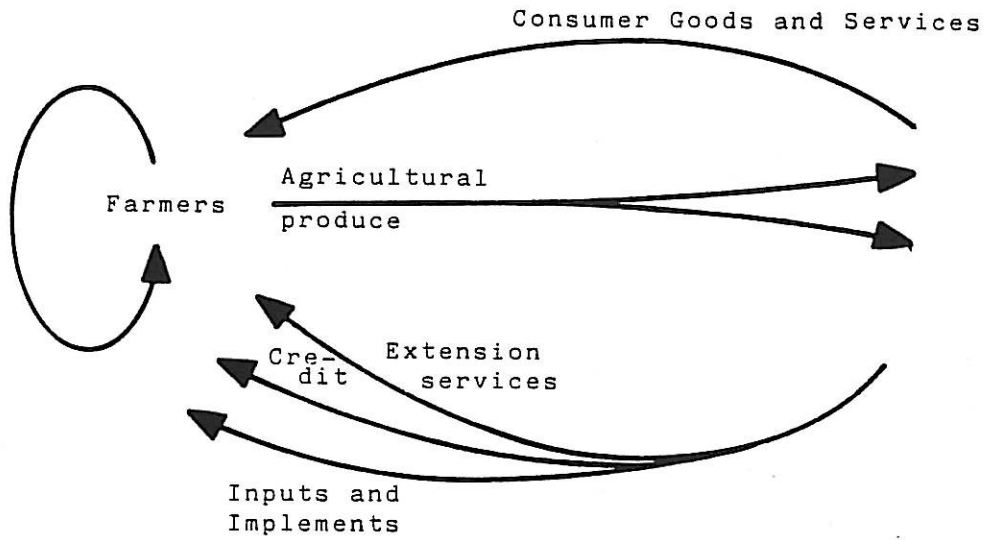 Consumer Goods and Services
Agricultural
Farmers
produce
Cre-
dit
Extension
services
Inputs and
Implements